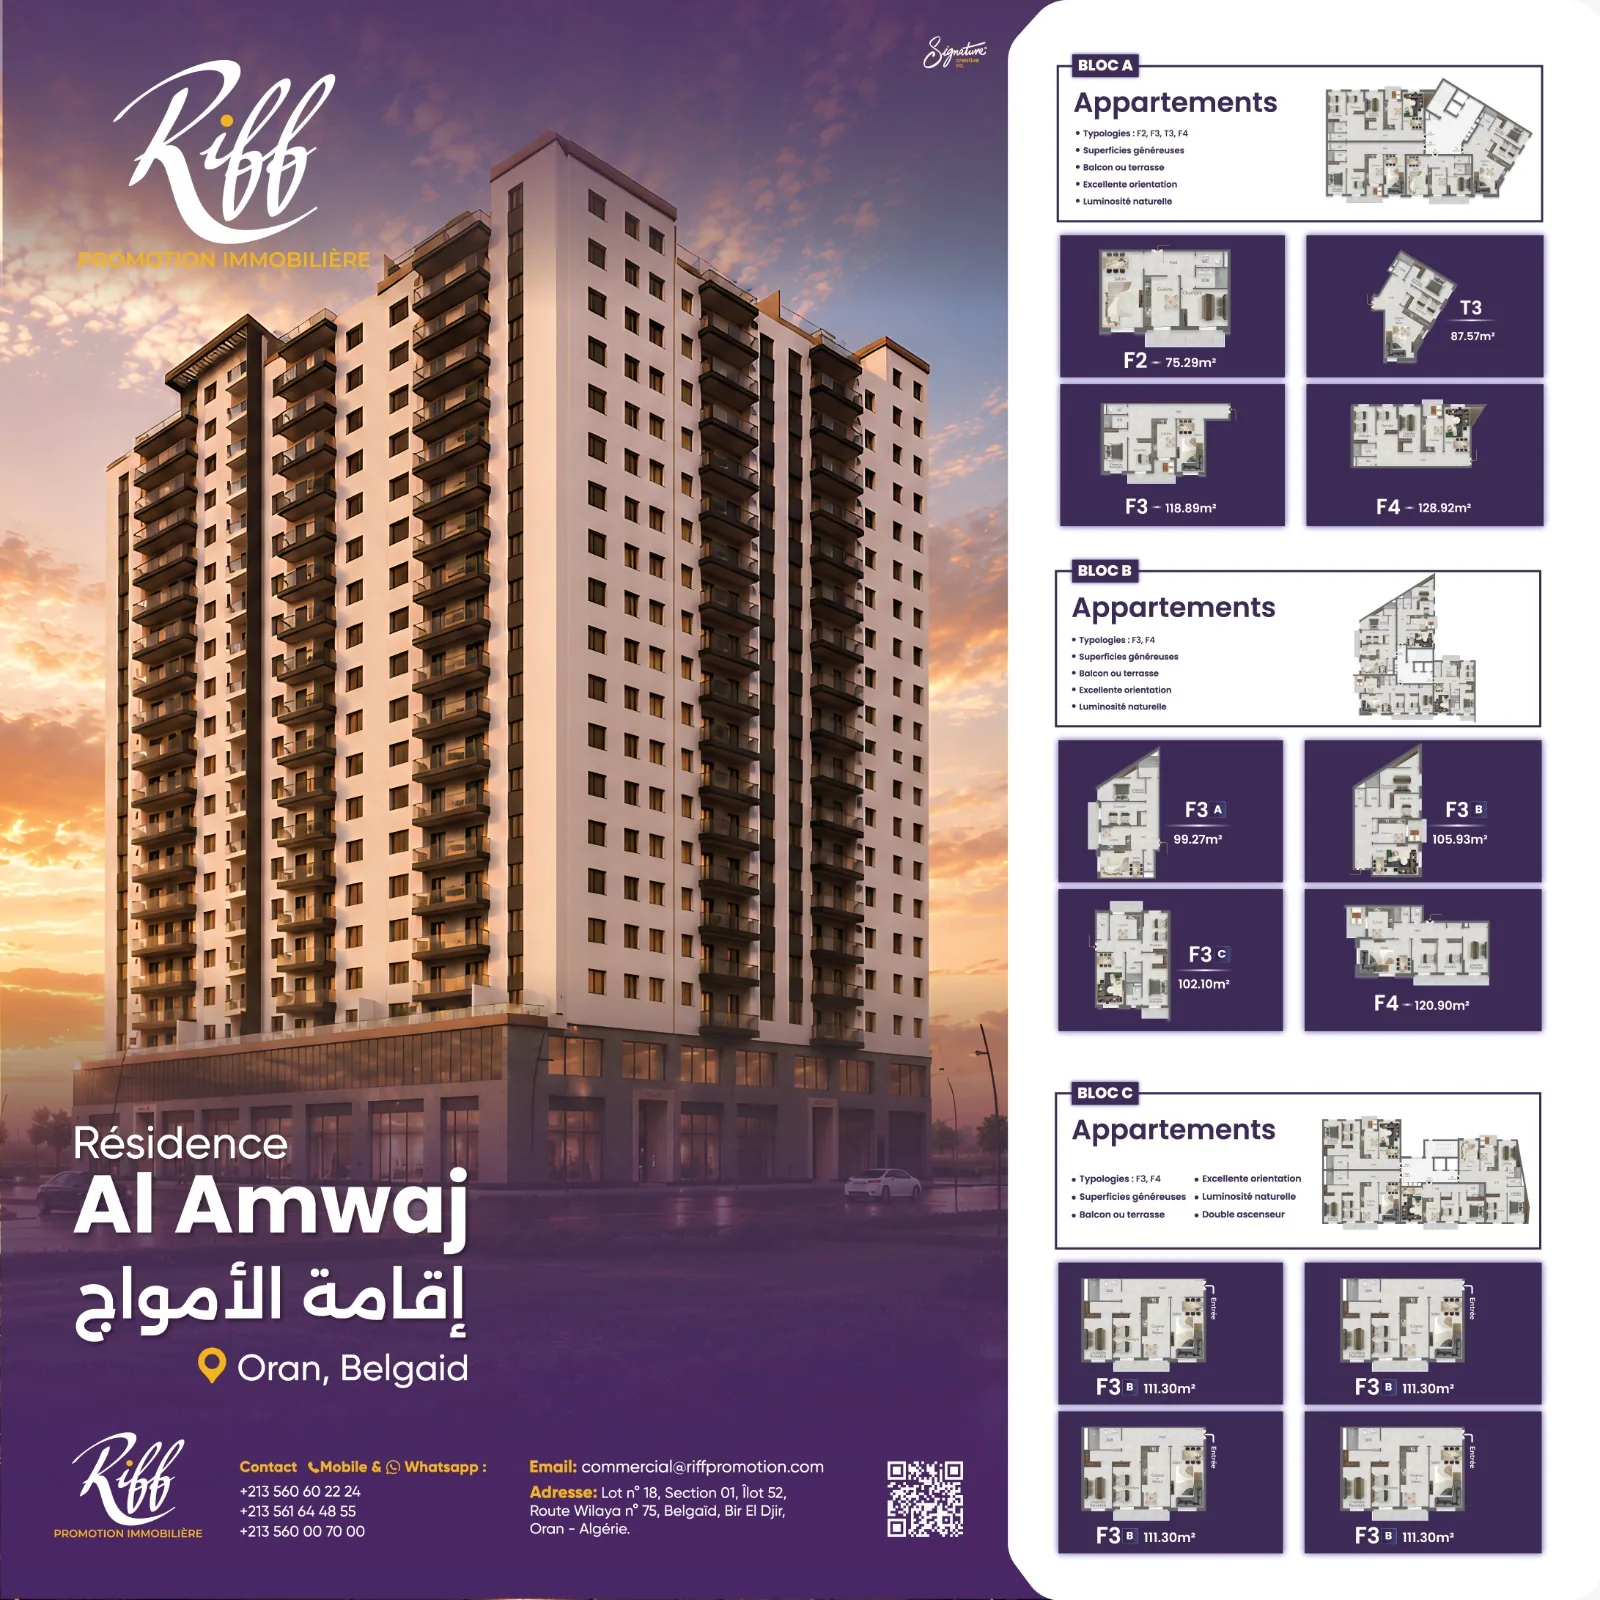 Signature
creative
co.
Riff
PROMOTION IMMOBILIÈRE
Résidence
Al Amwaj
إقامة الأمواج
Oran, Belgaid
Riff
PROMOTION IMMOBILIÈRE
Contact Mobile & Whatsapp :
+213 560 60 22 24
+213 561 64 48 55
+213 560 00 70 00
Email: commercial@riffpromotion.com
Adresse: Lot n° 18, Section 01, Îlot 52,
Route Wilaya n° 75, Belgaïd, Bir El Djir,
Oran - Algérie.
BLOC A
Appartements
• Typologies : F2, F3, T3, F4
• Superficies généreuses
• Balcon ou terrasse
• Excellente orientation
• Luminosité naturelle
F2 - 75.29m²
T3
87.57m²
F3 - 118.89m²
F4 - 128.92m²
BLOC B
Appartements
• Typologies : F3, F4
• Superficies généreuses
• Balcon ou terrasse
• Excellente orientation
• Luminosité naturelle
F3 A
99.27m²
F3 B
105.93m²
F3 C
102.10m²
F4 - 120.90m²
BLOC C
Appartements
• Typologies : F3, F4
• Superficies généreuses
• Balcon ou terrasse
• Excellente orientation
• Luminosité naturelle
• Double ascenseur
Entrée
F3 B 111.30m²
Entrée
F3 B 111.30m²
Entrée
F3 B 111.30m²
Entrée
F3 B 111.30m²